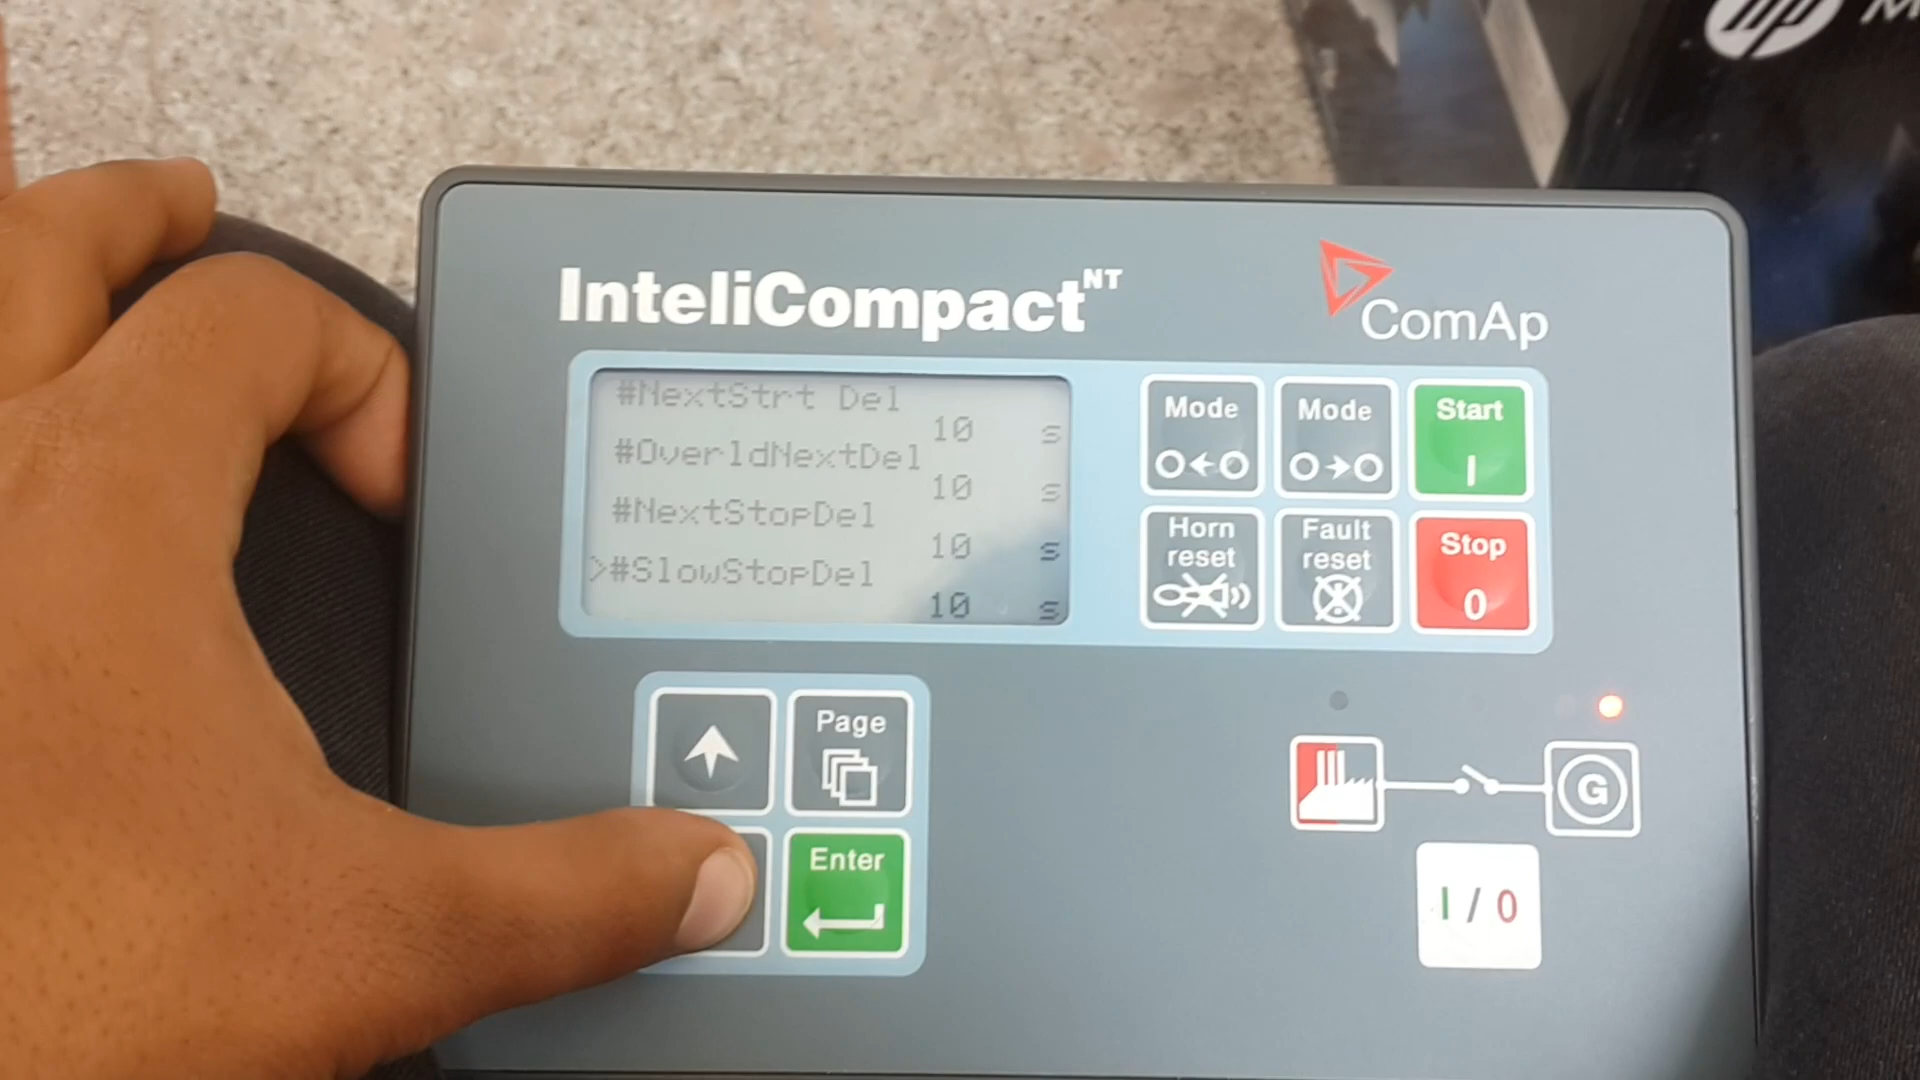 hp M
InteliCompact NT
ComAp
#NextStrt Del
10 s
#OverldNextDel
10 s
#NextStopDel
10 s
>#SlowStopDel
10 s
Mode
Mode
Start
I
Horn
reset
Fault
reset
Stop
0
Page
Enter
G
I / 0